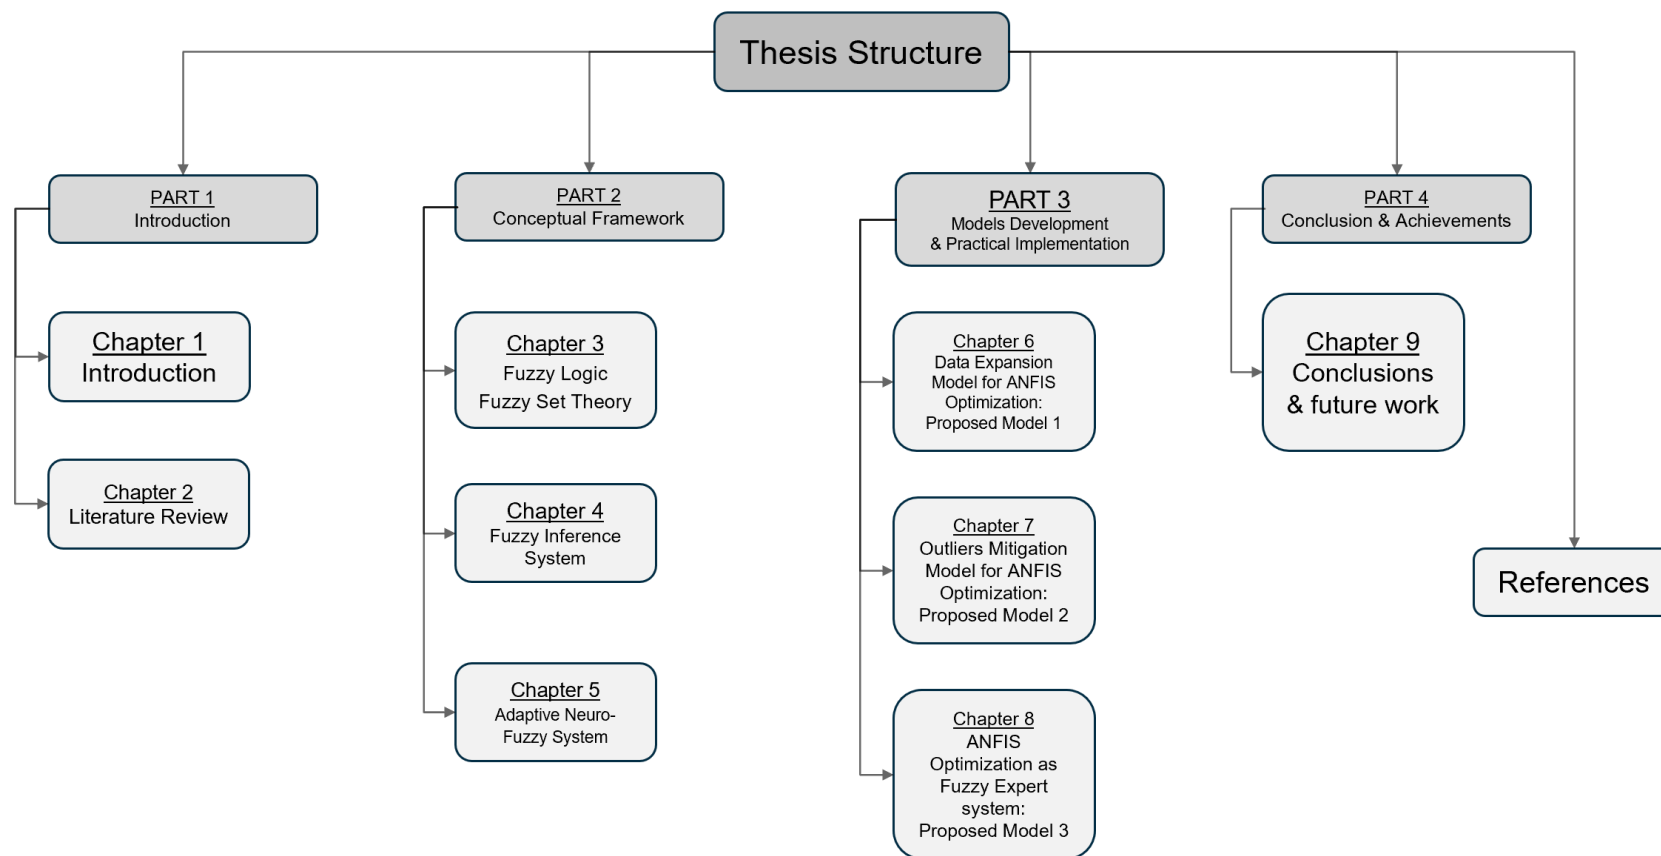 Thesis Structure
PART 1
Introduction
Chapter 1
Introduction
Chapter 2
Literature Review
PART 2
Conceptual Framework
Chapter 3
Fuzzy Logic
Fuzzy Set Theory
Chapter 4
Fuzzy Inference
System
Chapter 5
Adaptive Neuro-
Fuzzy System
PART 3
Models Development
& Practical Implementation
Chapter 6
Data Expansion
Model for ANFIS
Optimization:
Proposed Model 1
Chapter 7
Outliers Mitigation
Model for ANFIS
Optimization:
Proposed Model 2
Chapter 8
ANFIS
Optimization as
Fuzzy Expert
system:
Proposed Model 3
PART 4
Conclusion & Achievements
Chapter 9
Conclusions
& future work
References